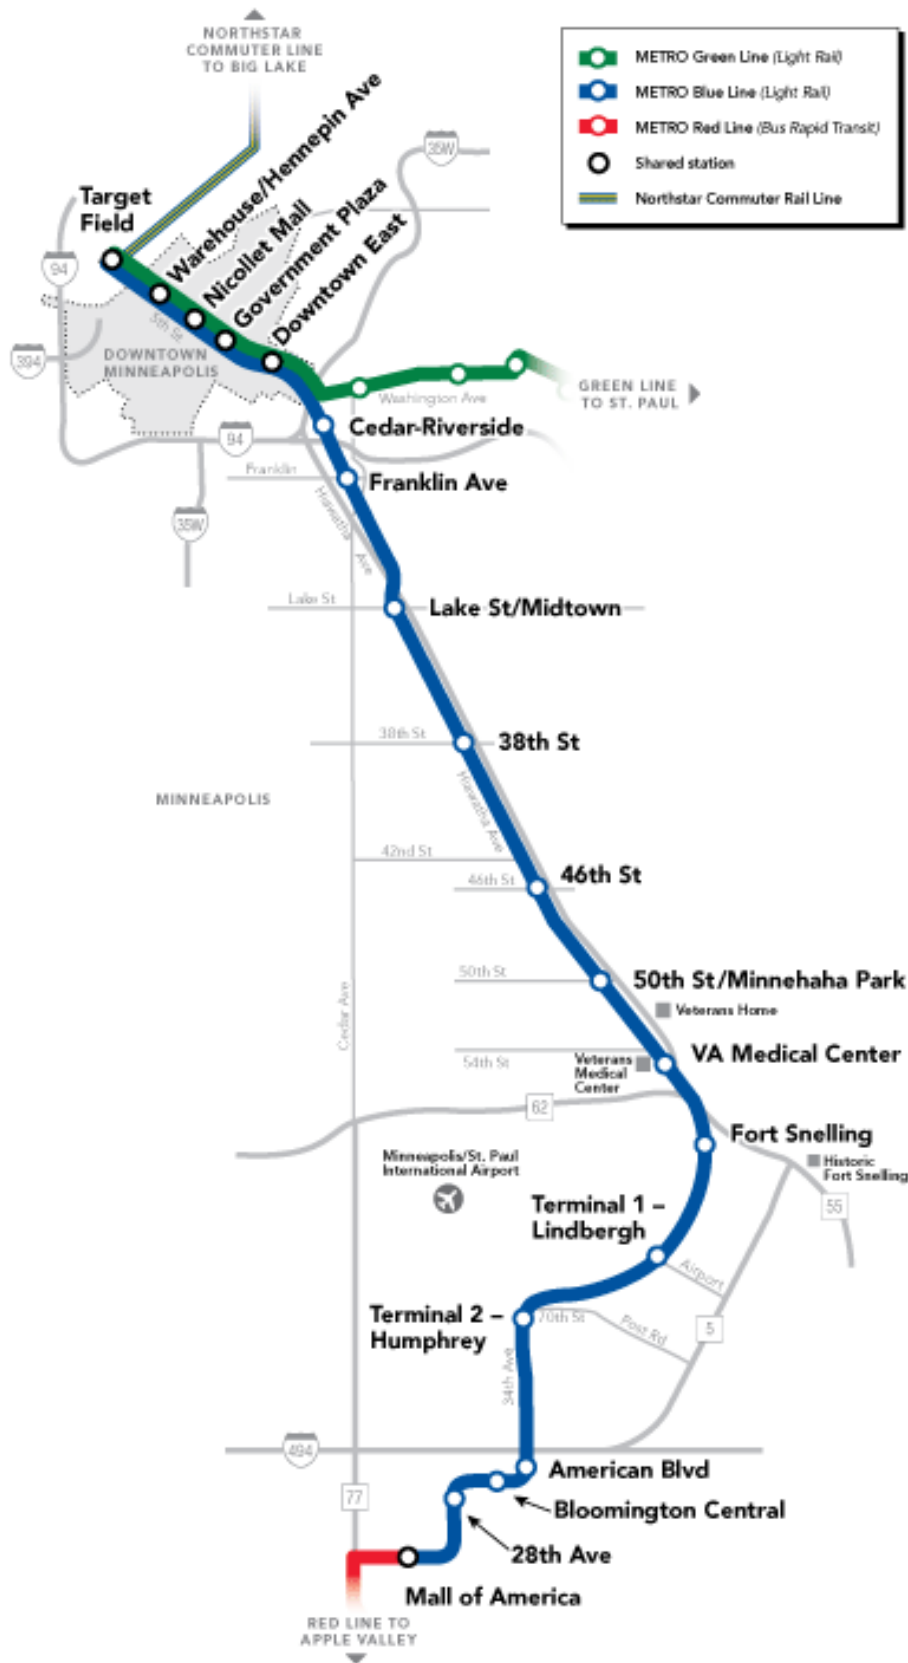 NORTHSTAR
COMMUTER LINE
TO BIG LAKE
METRO Green Line (Light Rail)
METRO Blue Line (Light Rail)
METRO Red Line (Bus Rapid Transit)
Shared station
Northstar Commuter Rail Line
35W
Target
Field
Warehouse/Hennepin Ave
Nicollet Mall
Government Plaza
Downtown East
94
394
5th St
DOWNTOWN
MINNEAPOLIS
Washington Ave
GREEN LINE
TO ST. PAUL
Cedar-Riverside
94
Franklin
Franklin Ave
35W
Hiawatha Ave
Lake St
Lake St/Midtown
38th St
38th St
MINNEAPOLIS
Hiawatha Ave
42nd St
46th St
46th St
50th St
50th St/Minnehaha Park
Veterans Home
Cedar Ave
54th St
Veterans
Medical
Center
VA Medical Center
62
Fort Snelling
Minneapolis/St. Paul
International Airport
Historic
Fort Snelling
55
Terminal 1 –
Lindbergh
Airport
Terminal 2 –
Humphrey
70th St
Post Rd
5
34th Ave
494
American Blvd
77
Bloomington Central
28th Ave
Mall of America
RED LINE TO
APPLE VALLEY